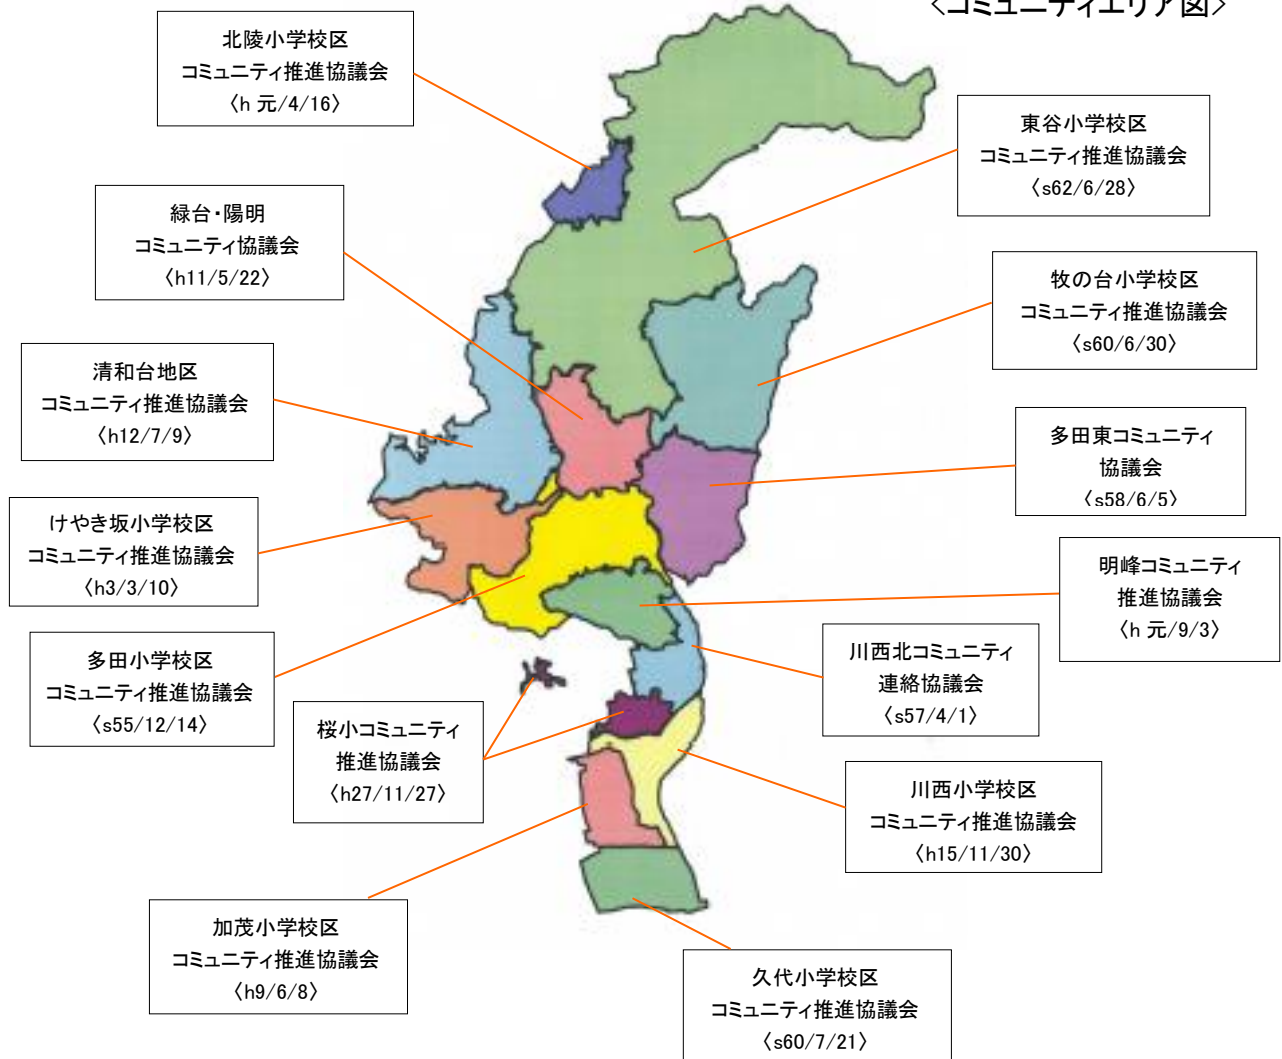 〈コミュニティエリア図〉
北陵小学校区
コミュニティ推進協議会
〈h 元/4/16〉
東谷小学校区
コミュニティ推進協議会
〈s62/6/28〉
緑台・陽明
コミュニティ協議会
〈h11/5/22〉
牧の台小学校区
コミュニティ推進協議会
〈s60/6/30〉
清和台地区
コミュニティ推進協議会
〈h12/7/9〉
多田東コミュニティ
協議会
〈s58/6/5〉
けやき坂小学校区
コミュニティ推進協議会
〈h3/3/10〉
明峰コミュニティ
推進協議会
〈h 元/9/3〉
多田小学校区
コミュニティ推進協議会
〈s55/12/14〉
川西北コミュニティ
連絡協議会
〈s57/4/1〉
桜小コミュニティ
推進協議会
〈h27/11/27〉
川西小学校区
コミュニティ推進協議会
〈h15/11/30〉
加茂小学校区
コミュニティ推進協議会
〈h9/6/8〉
久代小学校区
コミュニティ推進協議会
〈s60/7/21〉